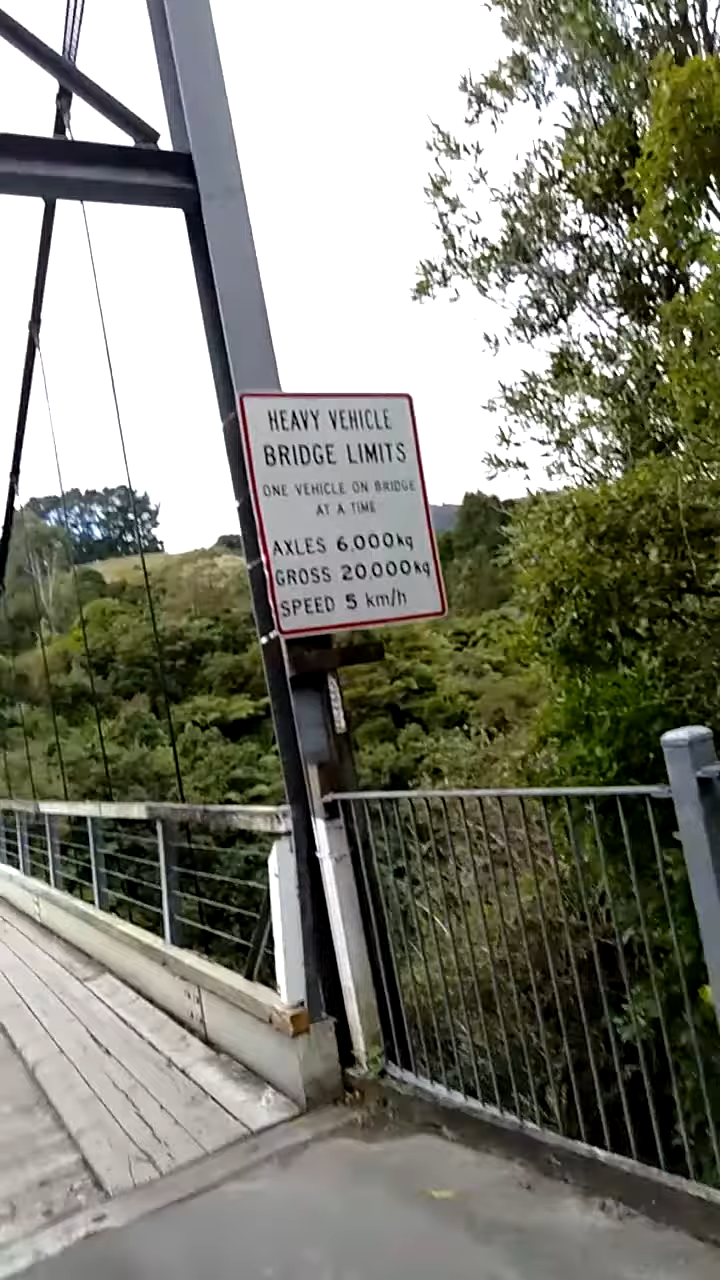 HEAVY VEHICLE
BRIDGE LIMITS
ONE VEHICLE ON BRIDGE
AT A TIME
AXLES 6,000kg
GROSS 20,000kg
SPEED 5 km/h